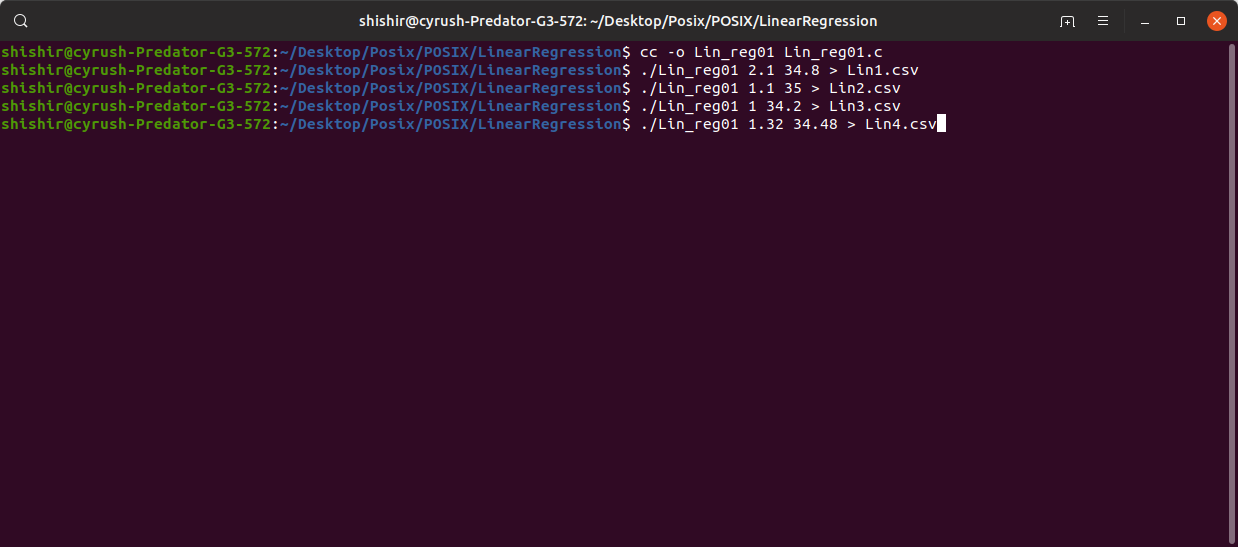 shishir@cyrush-Predator-G3-572: ~/Desktop/Posix/POSIX/LinearRegression
shishir@cyrush-Predator-G3-572:~/Desktop/Posix/POSIX/LinearRegression$ cc -o Lin_reg01 Lin_reg01.c
shishir@cyrush-Predator-G3-572:~/Desktop/Posix/POSIX/LinearRegression$ ./Lin_reg01 2.1 34.8 > Lin1.csv
shishir@cyrush-Predator-G3-572:~/Desktop/Posix/POSIX/LinearRegression$ ./Lin_reg01 1.1 35 > Lin2.csv
shishir@cyrush-Predator-G3-572:~/Desktop/Posix/POSIX/LinearRegression$ ./Lin_reg01 1 34.2 > Lin3.csv
shishir@cyrush-Predator-G3-572:~/Desktop/Posix/POSIX/LinearRegression$ ./Lin_reg01 1.32 34.48 > Lin4.csv